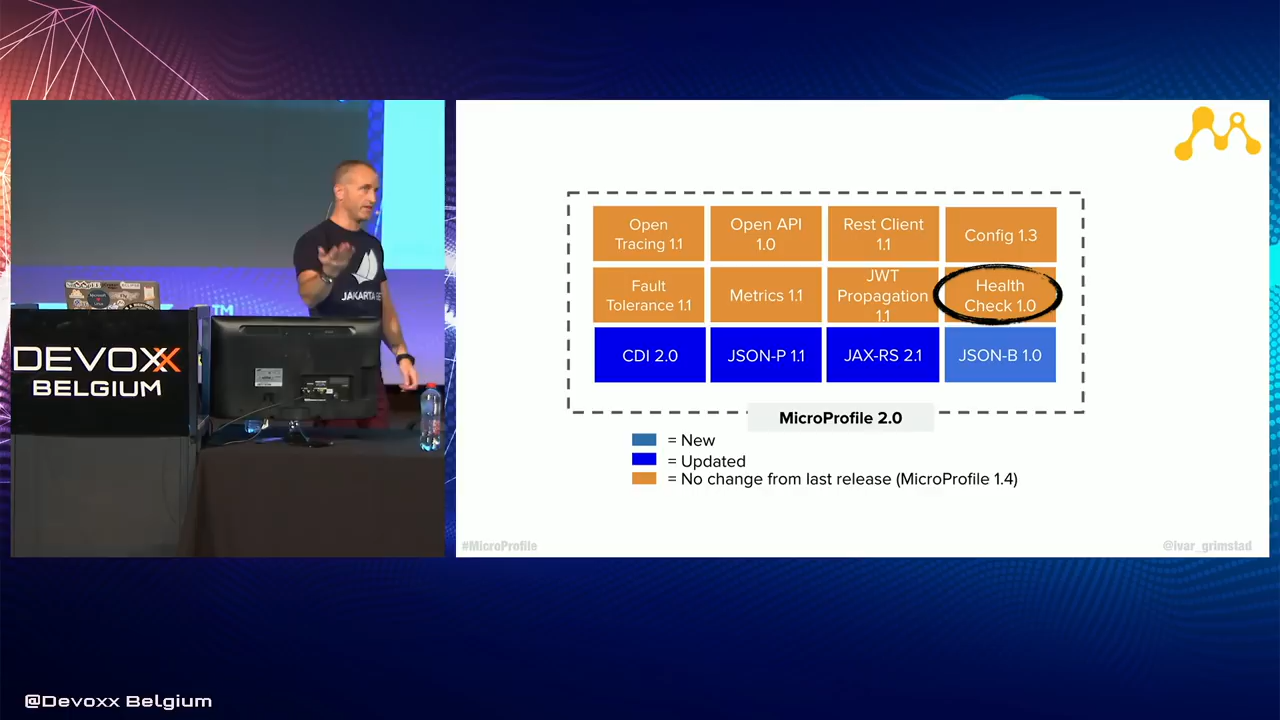 JAKARTA
DEVOXX
BELGIUM
Open
Tracing 1.1
Open API
1.0
Rest Client
1.1
Config 1.3
Fault
Tolerance 1.1
Metrics 1.1
JWT
Propagation
1.1
Health
Check 1.0
CDI 2.0
JSON-P 1.1
JAX-RS 2.1
JSON-B 1.0
MicroProfile 2.0
= New
= Updated
= No change from last release (MicroProfile 1.4)
#MicroProfile
@ivar_grimstad
@Devoxx Belgium